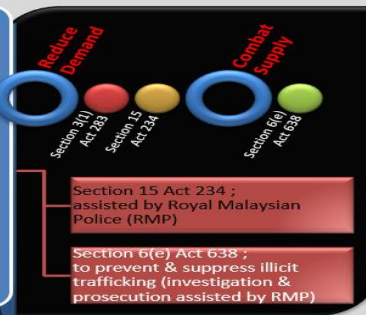 Reduce
Demand
Combat
Supply
Section 3(1)
Act 283
Section 15
Act 234
Section 6(e)
Act 638
Section 15 Act 234 ;
assisted by Royal Malaysian
Police (RMP)
Section 6(e) Act 638 ;
to prevent & suppress illicit
trafficking (investigation &
prosecution assisted by RMP)